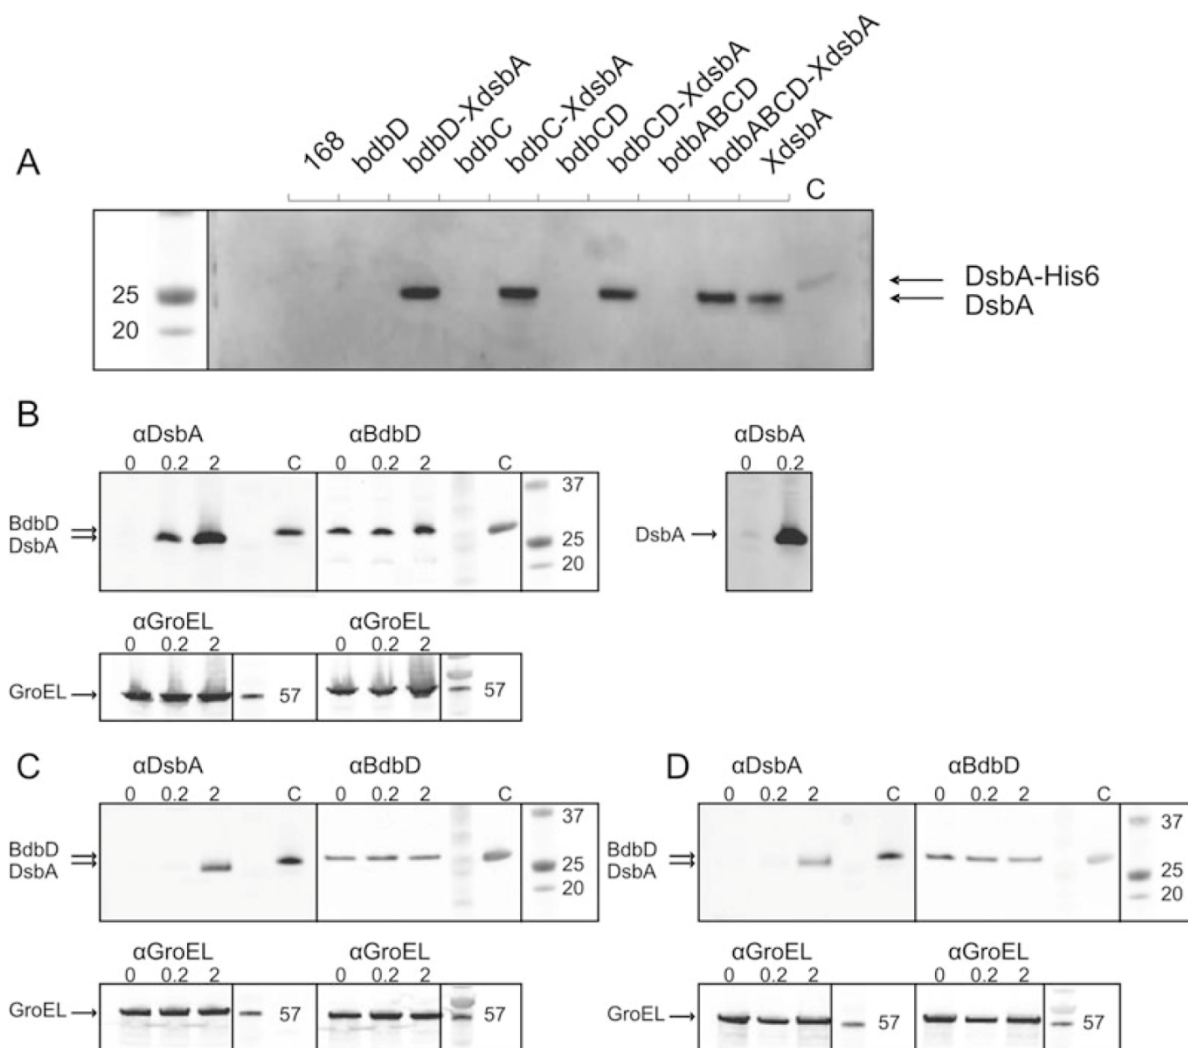 A
168
bdbD
bdbD-XdsbA
bdbC
bdbC-XdsbA
bdbCD
bdbCD-XdsbA
bdbABCD
bdbABCD-XdsbA
XdsbA
C
25
20
DsbA-His6
DsbA
B
αDsbA αBdbD
0 0.2 2 C 0 0.2 2 C
BdbD
DsbA
37
25
20
αDsbA
0 0.2
DsbA
αGroEL αGroEL
0 0.2 2 0 0.2 2
GroEL 57 57
C
αDsbA αBdbD
0 0.2 2 C 0 0.2 2 C
BdbD
DsbA
37
25
20
αGroEL αGroEL
0 0.2 2 0 0.2 2
GroEL 57 57
D
αDsbA αBdbD
0 0.2 2 C 0 0.2 2 C
BdbD
DsbA
37
25
20
αGroEL αGroEL
0 0.2 2 0 0.2 2
GroEL 57 57